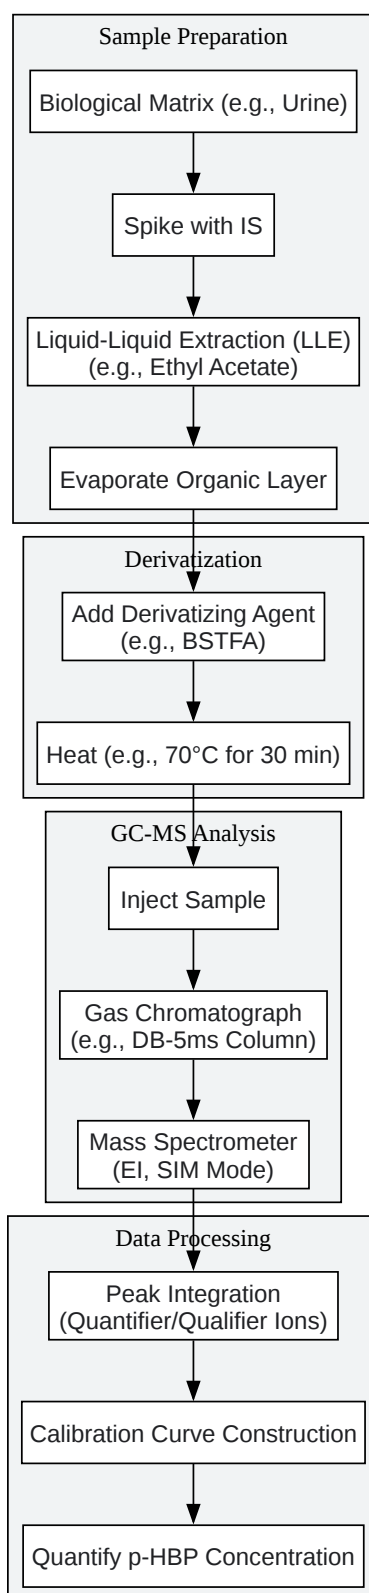 Sample Preparation
Biological Matrix (e.g., Urine)
Spike with IS
Liquid-Liquid Extraction (LLE)
(e.g., Ethyl Acetate)
Evaporate Organic Layer
Derivatization
Add Derivatizing Agent
(e.g., BSTFA)
Heat (e.g., 70°C for 30 min)
GC-MS Analysis
Inject Sample
Gas Chromatograph
(e.g., DB-5ms Column)
Mass Spectrometer
(EI, SIM Mode)
Data Processing
Peak Integration
(Quantifier/Qualifier Ions)
Calibration Curve Construction
Quantify p-HBP Concentration